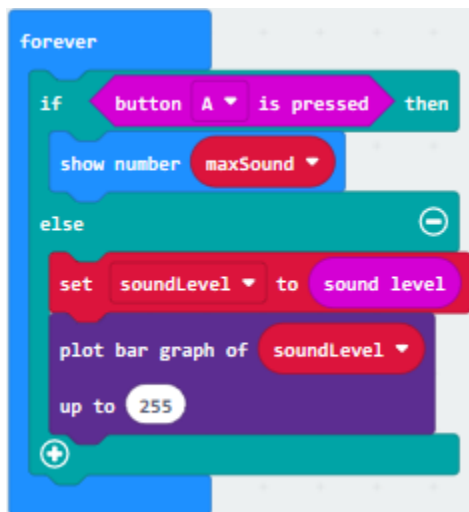 forever
if button A is pressed then
show number maxSound
else
set soundLevel to sound level
plot bar graph of soundLevel
up to 255